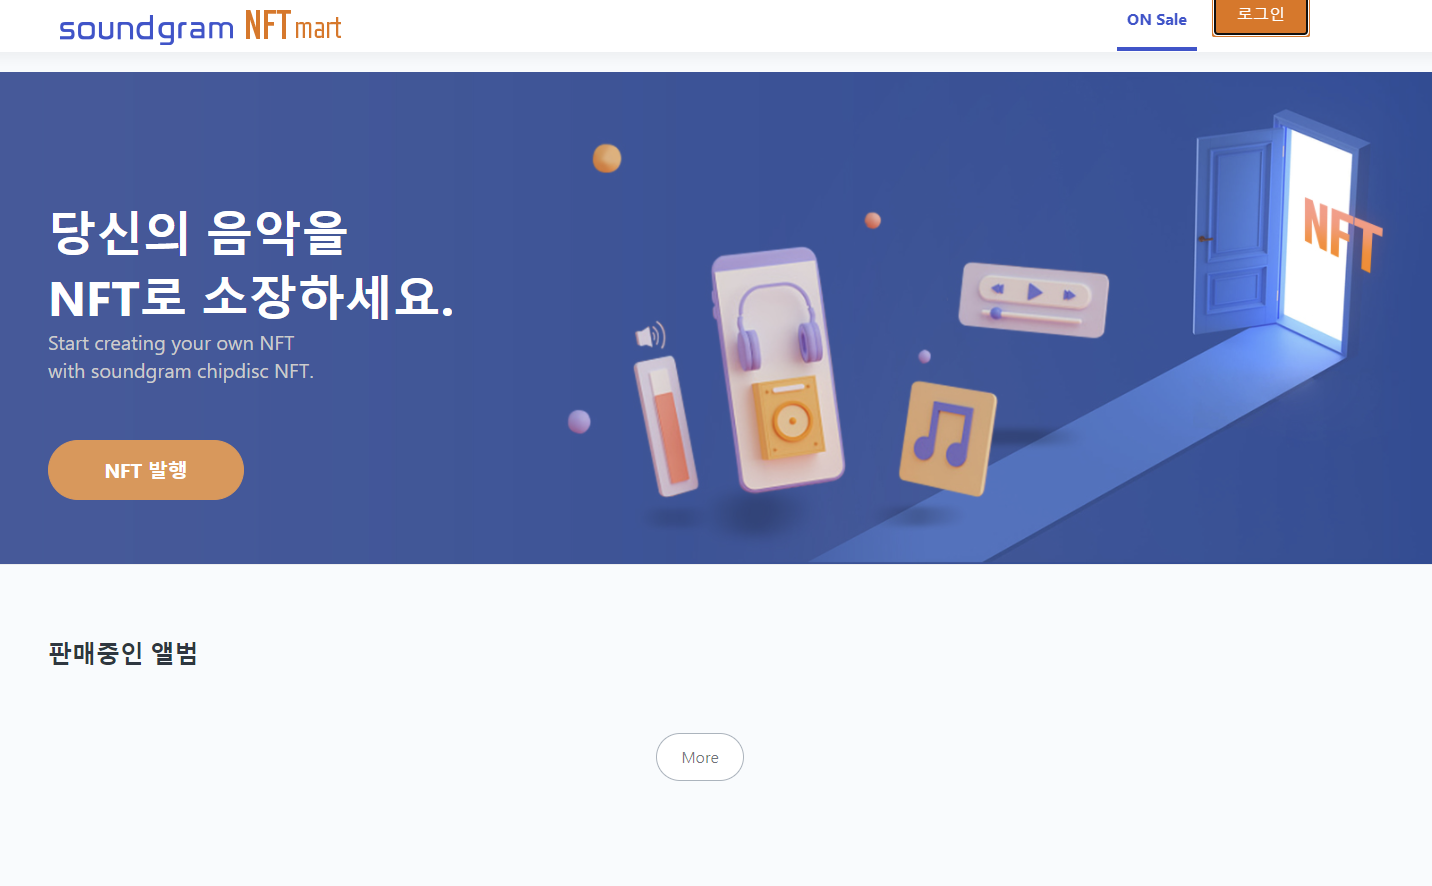 soundgram NFT mart
ON Sale
로그인
당신의 음악을
NFT로 소장하세요.
Start creating your own NFT
with soundgram chipdisc NFT.
NFT 발행
NFT
판매중인 앨범
More